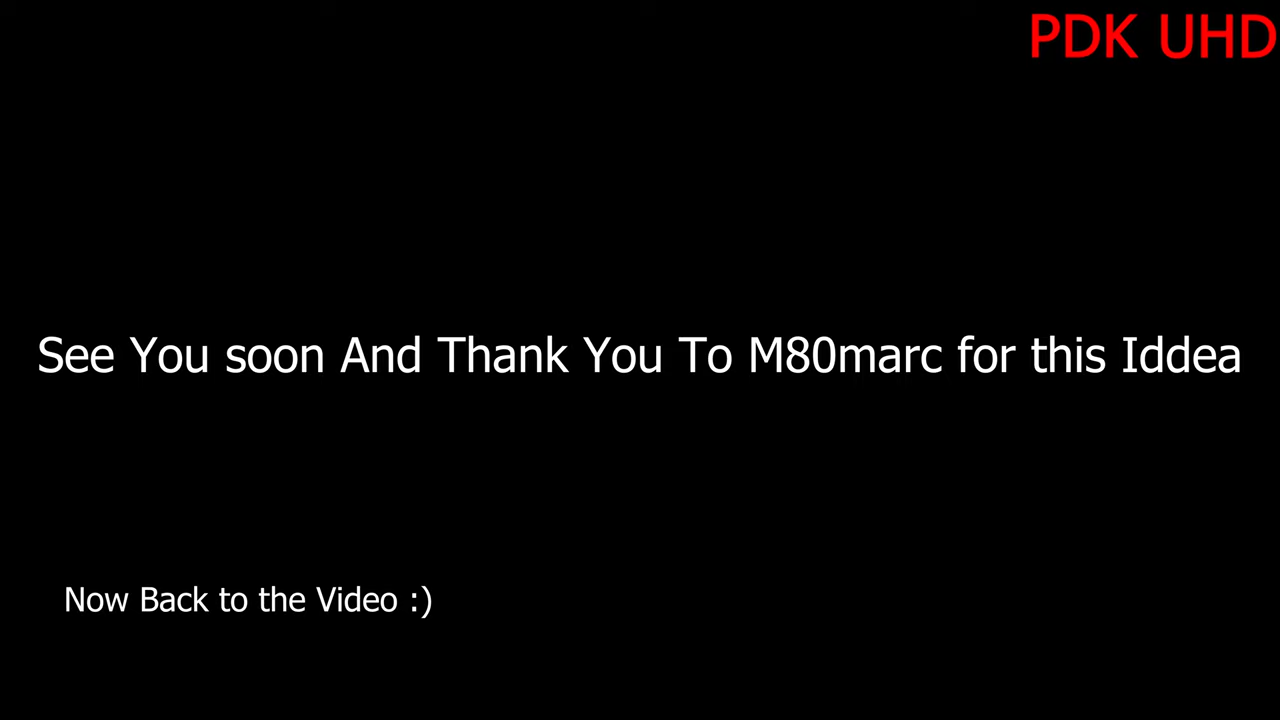 PDK UHD
See You soon And Thank You To M80marc for this Iddea
Now Back to the Video :)